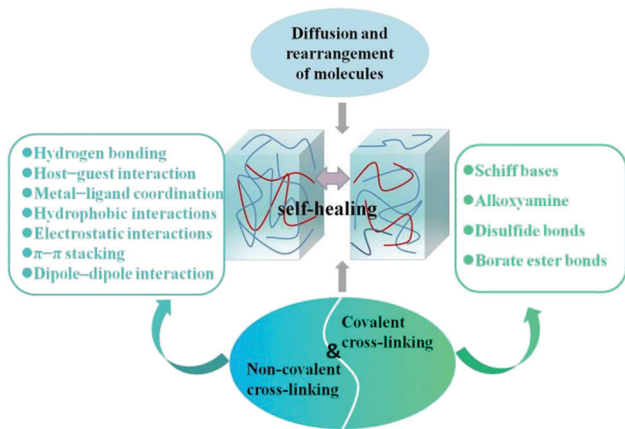 Diffusion and
rearrangement
of molecules
●Hydrogen bonding
●Host–guest interaction
●Metal–ligand coordination
●Hydrophobic interactions
●Electrostatic interactions
●π–π stacking
●Dipole–dipole interaction
self-healing
●Schiff bases
●Alkoxyamine
●Disulfide bonds
●Borate ester bonds
Covalent
cross-linking
&
Non-covalent
cross-linking